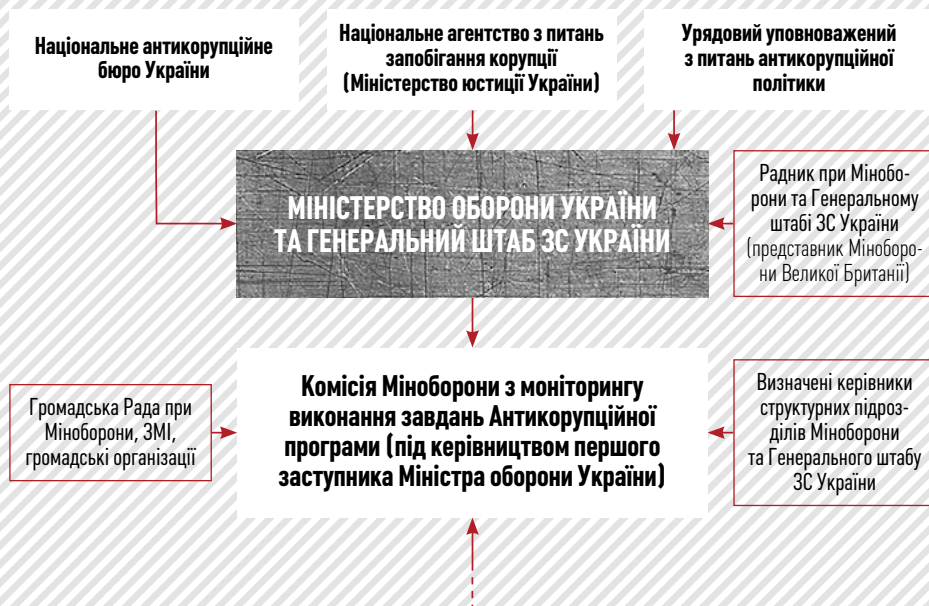 Національне антикорупційне
бюро України
Національне агентство з питань
запобігання корупції
(Міністерство юстиції України)
Урядовий уповноважений
з питань антикорупційної
політики
МІНІСТЕРСТВО ОБОРОНИ УКРАЇНИ
ТА ГЕНЕРАЛЬНИЙ ШТАБ ЗС УКРАЇНИ
Радник при Міно­бо-
рони та Генеральному
штабі ЗС України
(представник Міноборо-
ни Великої Британії)
Громадська Рада при
Міноборони, ЗМІ,
громадські організації
Комісія Міноборони з моніторингу
виконання завдань Антикорупційної
програми (під керівництвом першого
заступника Міністра оборони України)
Визначені керівники
структурних підроз-
ділів Міноборони
та Генерального штабу
ЗС України